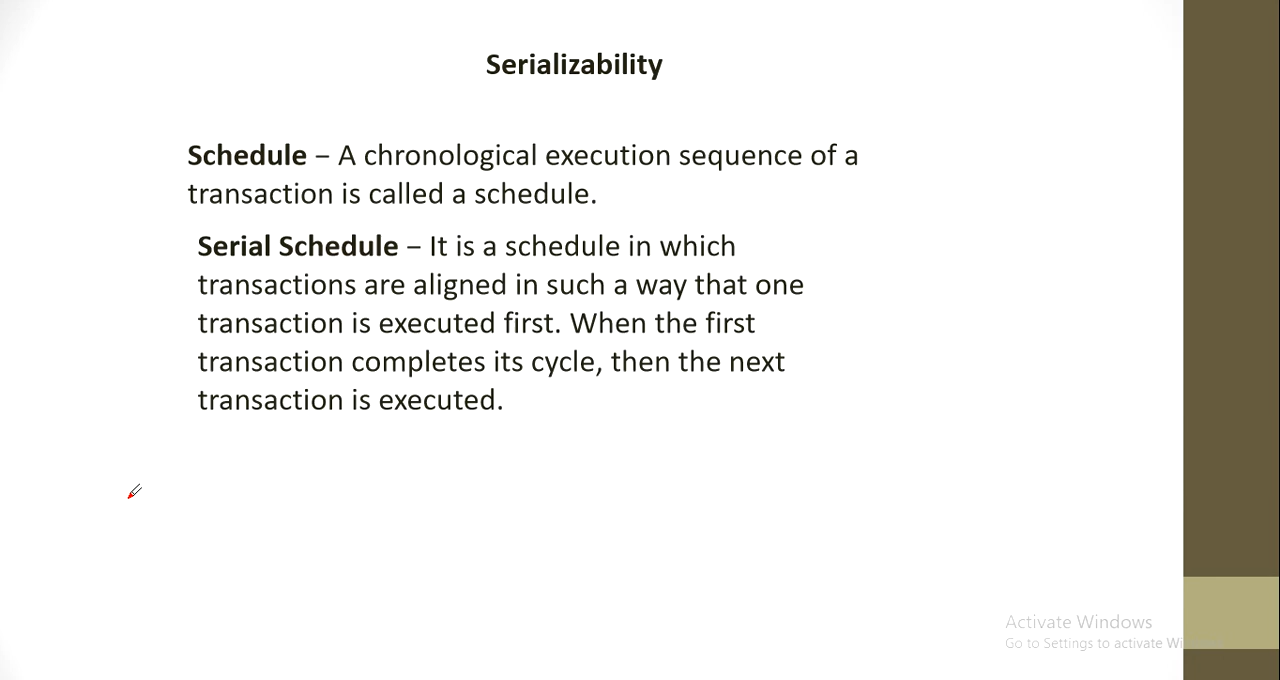 Serializability
Schedule – A chronological execution sequence of a
transaction is called a schedule.
Serial Schedule – It is a schedule in which
transactions are aligned in such a way that one
transaction is executed first. When the first
transaction completes its cycle, then the next
transaction is executed.
Activate Windows
Go to Settings to activate